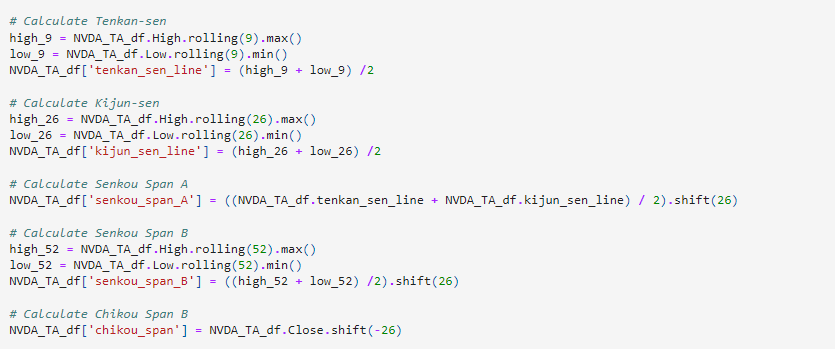 # Calculate Tenkan-sen
high_9 = NVDA_TA_df.High.rolling(9).max()
low_9 = NVDA_TA_df.Low.rolling(9).min()
NVDA_TA_df['tenkan_sen_line'] = (high_9 + low_9) /2
# Calculate Kijun-sen
high_26 = NVDA_TA_df.High.rolling(26).max()
low_26 = NVDA_TA_df.Low.rolling(26).min()
NVDA_TA_df['kijun_sen_line'] = (high_26 + low_26) /2
# Calculate Senkou Span A
NVDA_TA_df['senkou_span_A'] = ((NVDA_TA_df.tenkan_sen_line + NVDA_TA_df.kijun_sen_line) / 2).shift(26)
# Calculate Senkou Span B
high_52 = NVDA_TA_df.High.rolling(52).max()
low_52 = NVDA_TA_df.Low.rolling(52).min()
NVDA_TA_df['senkou_span_B'] = ((high_52 + low_52) /2).shift(26)
# Calculate Chikou Span B
NVDA_TA_df['chikou_span'] = NVDA_TA_df.Close.shift(-26)